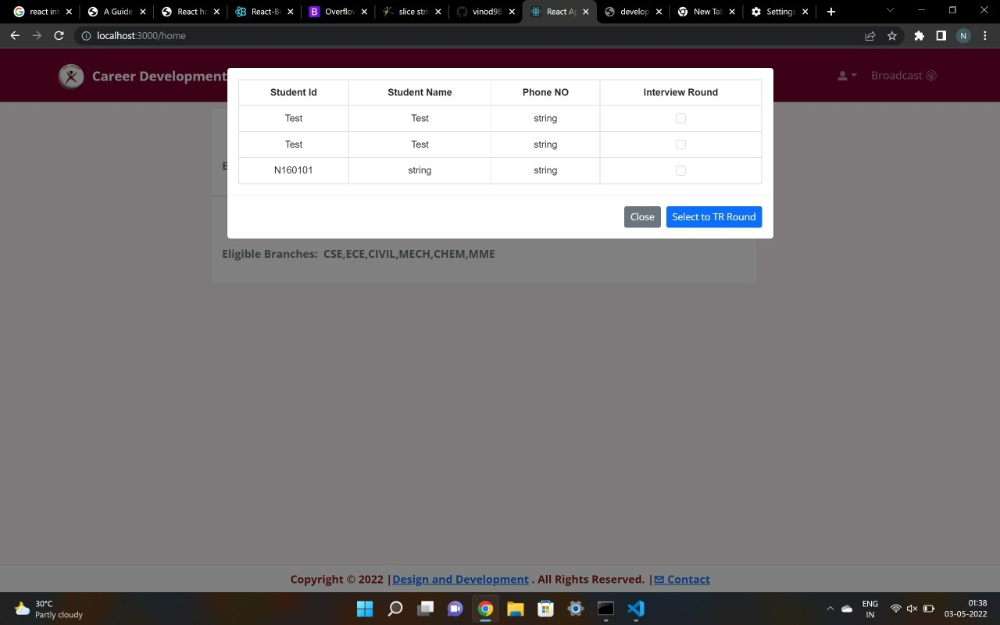 react int
A Guide
React ho
React-Bo
B Overflow
slice stri
vinod98
React Ap
develop
New Tab
Settings
localhost:3000/home
N
Career Development
Broadcast
Student Id Student Name Phone NO Interview Round
Test Test string
Test Test string
N160101 string string
Close Select to TR Round
Eligible Branches: CSE,ECE,CIVIL,MECH,CHEM,MME
Copyright © 2022 |Design and Development . All Rights Reserved. | Contact
30°C
Partly cloudy
ENG
IN
01:38
03-05-2022